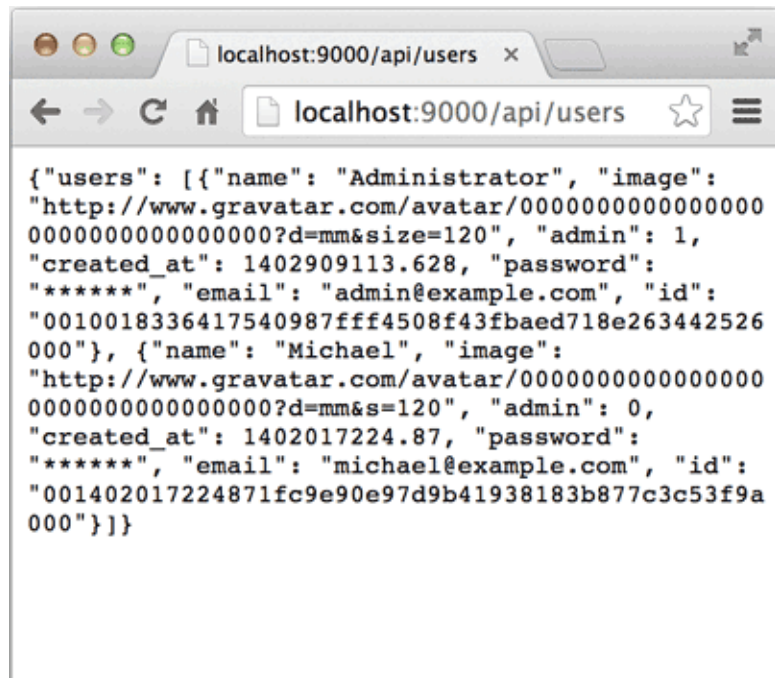 localhost:9000/api/users
localhost:9000/api/users
{"users": [{"name": "Administrator", "image":
"http://www.gravatar.com/avatar/0000000000000000
0000000000000000?d=mm&size=120", "admin": 1,
"created_at": 1402909113.628, "password":
"******", "email": "admin@example.com", "id":
"0010018336417540987fff4508f43fbaed718e263442526
000"}, {"name": "Michael", "image":
"http://www.gravatar.com/avatar/0000000000000000
0000000000000000?d=mm&s=120", "admin": 0,
"created_at": 1402017224.87, "password":
"******", "email": "michael@example.com", "id":
"001402017224871fc9e90e97d9b41938183b877c3c53f9a
000"}]}